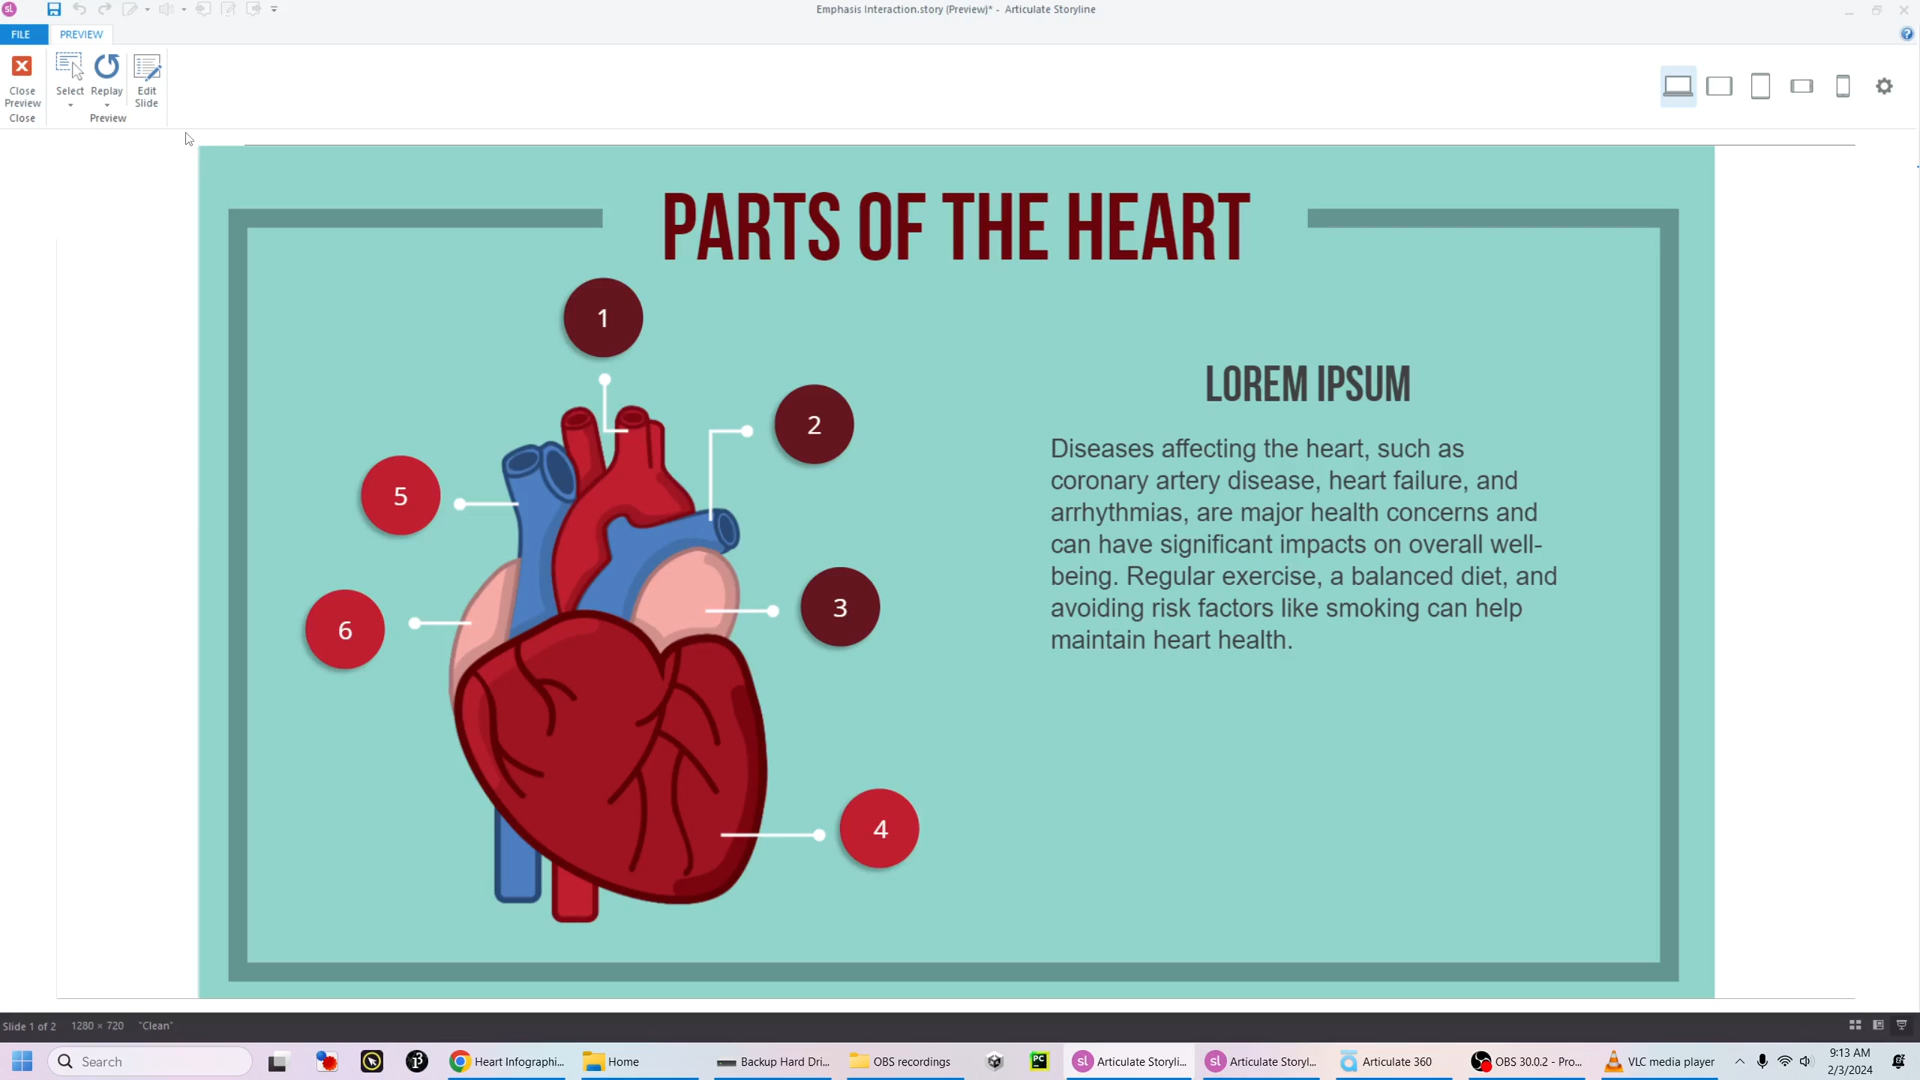 sl
Emphasis Interaction.story (Preview)* - Articulate Storyline
FILE
PREVIEW
?
Close
Preview
Select
Replay
Edit
Slide
Close
Preview
PARTS OF THE HEART
1
2
5
3
6
4
LOREM IPSUM
Diseases affecting the heart, such as
coronary artery disease, heart failure, and
arrhythmias, are major health concerns and
can have significant impacts on overall well-
being. Regular exercise, a balanced diet, and
avoiding risk factors like smoking can help
maintain heart health.
Slide 1 of 2
1280 × 720
"Clean"
Search
PC
Heart Infographi...
Home
Backup Hard Dri...
OBS recordings
sl
Articulate Storyli...
sl
Articulate Storyl...
Articulate 360
OBS 30.0.2 - Pro...
VLC media player
9:13 AM
2/3/2024